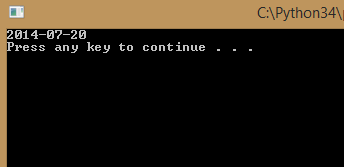 C:\Python34\
2014-07-20
Press any key to continue . . .